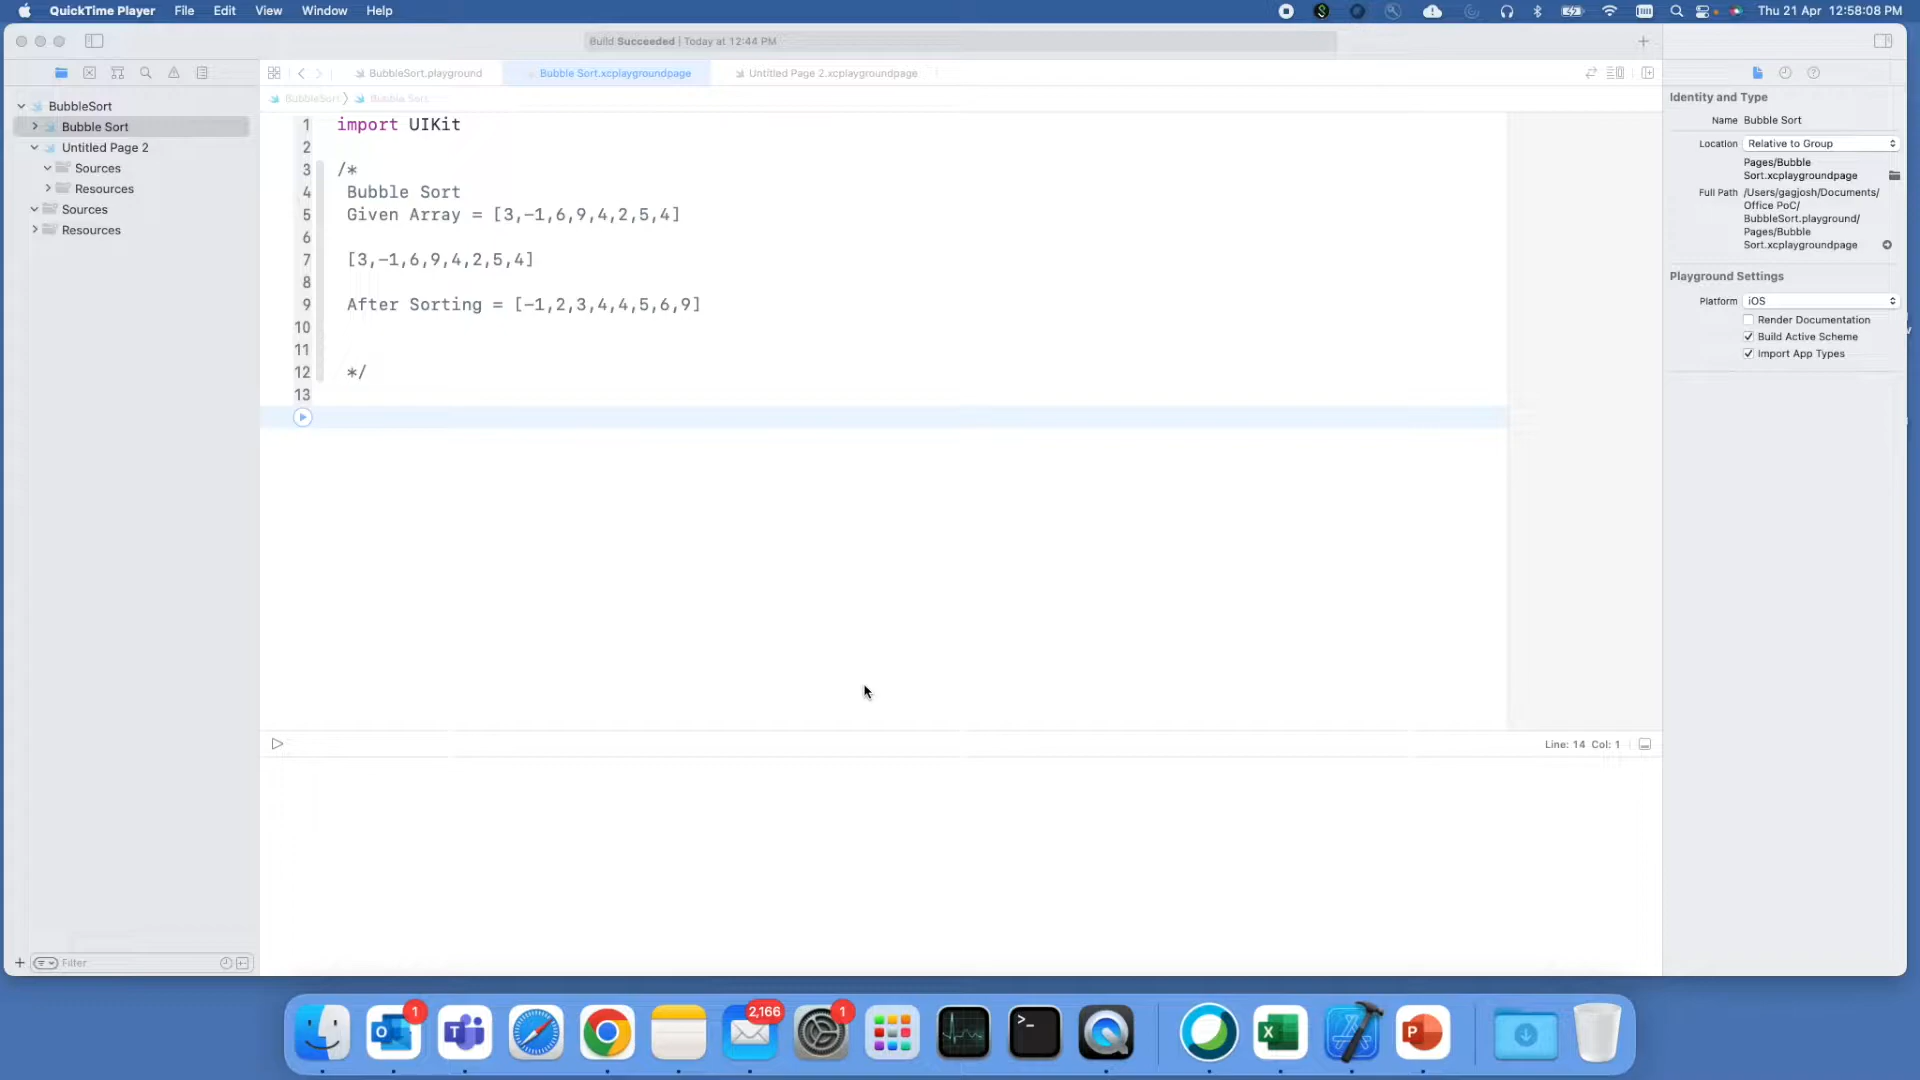 QuickTime Player File Edit View Window Help
Thu 21 Apr 12:58:08 PM
Build Succeeded | Today at 12:44 PM
BubbleSort.playground
Bubble Sort.xcplaygroundpage
Untitled Page 2.xcplaygroundpage
BubbleSort
Bubble Sort
BubbleSort
Bubble Sort
Untitled Page 2
Sources
Resources
Sources
Resources
Filter
1 import UIKit
2
3 /*
4 Bubble Sort
5 Given Array = [3,-1,6,9,4,2,5,4]
6
7 [3,-1,6,9,4,2,5,4]
8
9 After Sorting = [-1,2,3,4,4,5,6,9]
10
11
12 */
13
Line: 14 Col: 1
Identity and Type
Name Bubble Sort
Location Relative to Group
Pages/Bubble
Sort.xcplaygroundpage
Full Path /Users/gagjosh/Documents/
Office PoC/
BubbleSort.playground/
Pages/Bubble
Sort.xcplaygroundpage
Playground Settings
Platform iOS
Render Documentation
Build Active Scheme
Import App Types
1
2,166
1